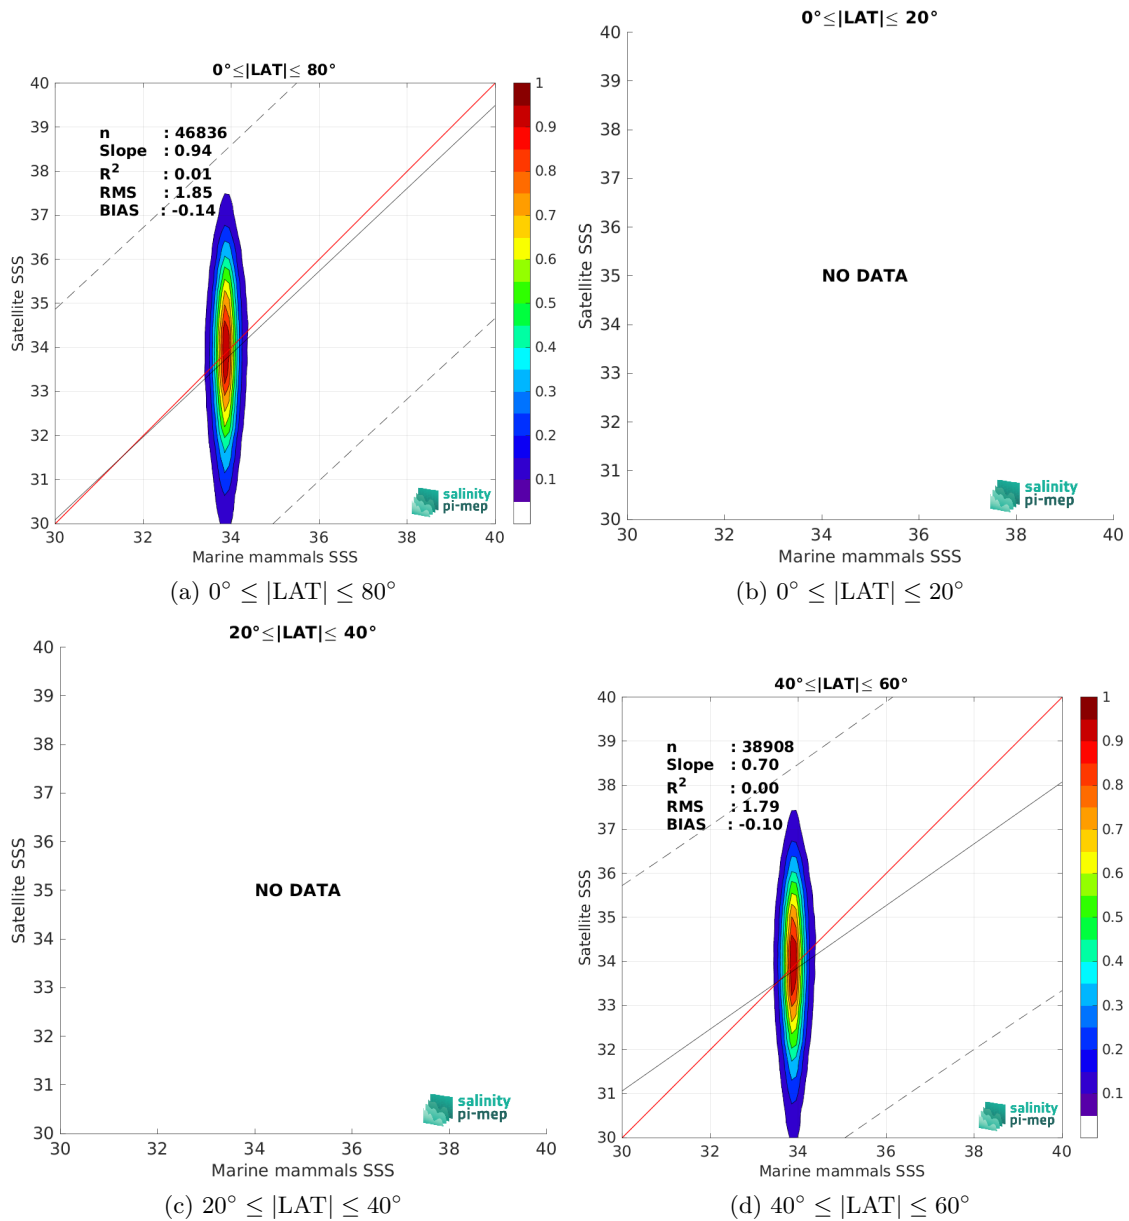 0°≤|LAT|≤ 80°
40
39
38
37
36
35
34
33
32
31
30
Satellite SSS
n : 46836
Slope : 0.94
R² : 0.01
RMS : 1.85
BIAS : -0.14
salinity
pi-mep
30 32 34 36 38 40
Marine mammals SSS
1
0.9
0.8
0.7
0.6
0.5
0.4
0.3
0.2
0.1
(a) 0° ≤ |LAT| ≤ 80°
0°≤|LAT|≤ 20°
40
39
38
37
36
35
34
33
32
31
30
Satellite SSS
NO DATA
salinity
pi-mep
30 32 34 36 38 40
Marine mammals SSS
(b) 0° ≤ |LAT| ≤ 20°
20°≤|LAT|≤ 40°
40
39
38
37
36
35
34
33
32
31
30
Satellite SSS
NO DATA
salinity
pi-mep
30 32 34 36 38 40
Marine mammals SSS
(c) 20° ≤ |LAT| ≤ 40°
40°≤|LAT|≤ 60°
40
39
38
37
36
35
34
33
32
31
30
Satellite SSS
n : 38908
Slope : 0.70
R² : 0.00
RMS : 1.79
BIAS : -0.10
salinity
pi-mep
30 32 34 36 38 40
Marine mammals SSS
1
0.9
0.8
0.7
0.6
0.5
0.4
0.3
0.2
0.1
(d) 40° ≤ |LAT| ≤ 60°